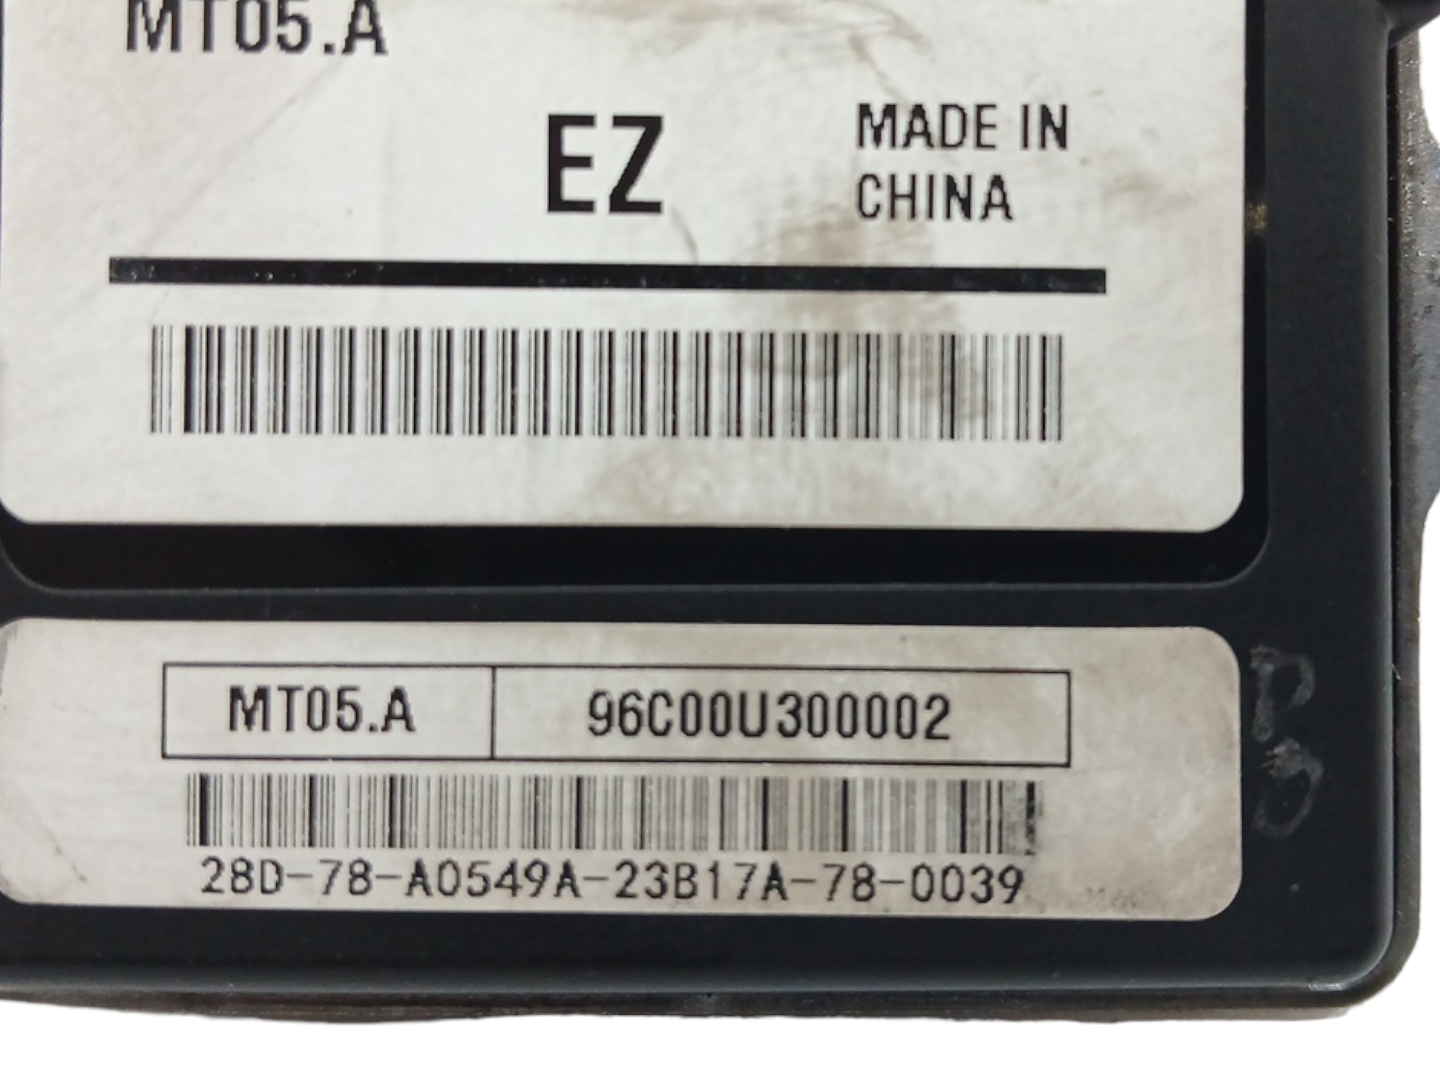 MT05.A
EZ
MADE IN
CHINA
MT05.A 96C00U300002
28D-78-A0549A-23B17A-78-0039